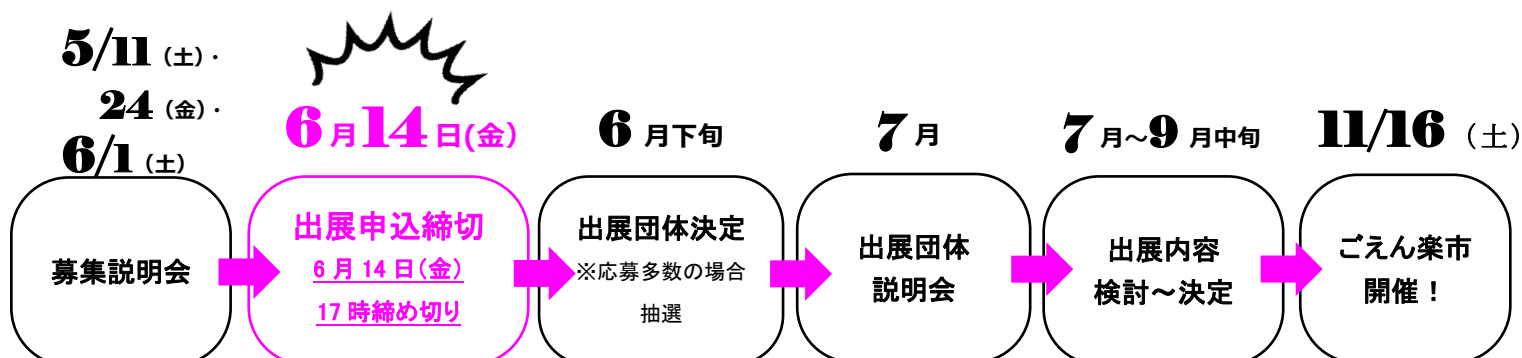 5/11（土）・
24（金）・
6/1（土）
募集説明会
6月14日(金)
出展申込締切
6月14日（金）
17時締め切り
6月下旬
出展団体決定
※応募多数の場合
抽選
7月
出展団体
説明会
7月～9月中旬
出展内容
検討～決定
11/16（土）
ごえん楽市
開催！